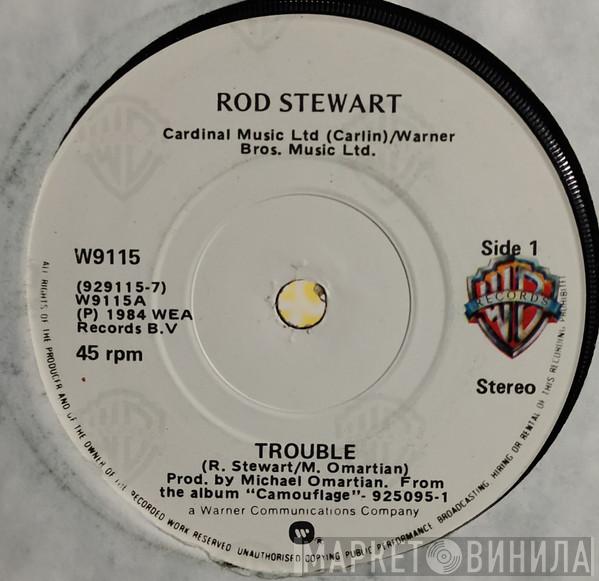 ROD STEWART
Cardinal Music Ltd (Carlin)/Warner
Bros. Music Ltd.
W9115
(929115-7)
W9115A
(P) 1984 WEA
Records B.V
45 rpm
Side 1
WB
RECORDS
Stereo
TROUBLE
(R. Stewart/M. Omartian)
Prod. by Michael Omartian. From
the album "Camouflage"- 925095-1
a Warner Communications Company
ALL RIGHTS OF THE PRODUCER AND OF THE OWNER OF THE RECORDED WORK RESERVED. UNAUTHORISED COPYING PUBLIC PERFORMANCE BROADCASTING HIRING OR RENTAL OF THIS RECORDING PROHIBITED
МАРКЕТ ВИНИЛА